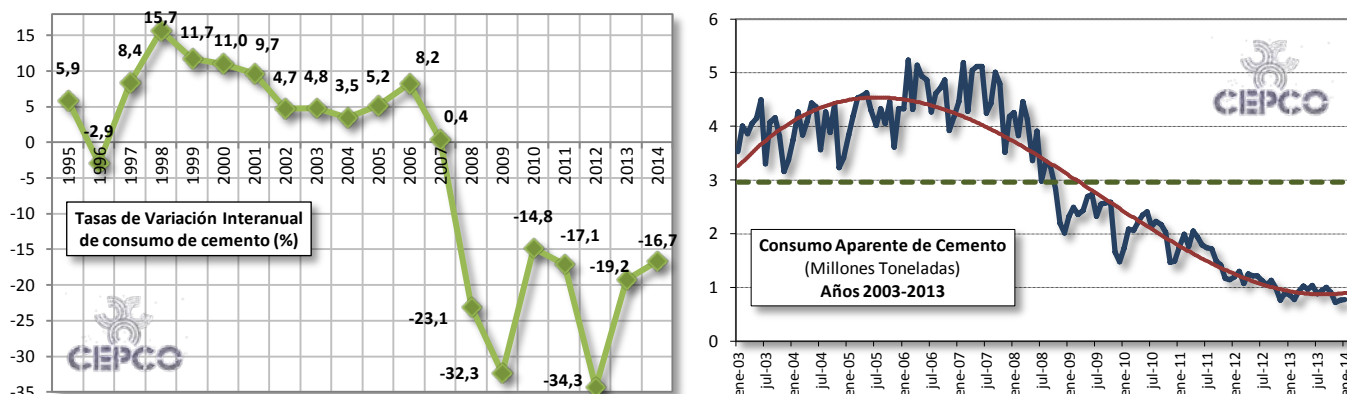 15
10
5
0
-5
-10
-15
-20
-25
-30
-35
5,9
-2,9
8,4
15,7
11,7
11,0
9,7
4,7
4,8
3,5
5,2
8,2
0,4
-23,1
-32,3
-14,8
-17,1
-34,3
-19,2
-16,7
1995
1996
1997
1998
1999
2000
2001
2002
2003
2004
2005
2006
2007
2008
2009
2010
2011
2012
2013
2014
Tasas de Variación Interanual
de consumo de cemento (%)
CEPCO
6
5
4
3
2
1
0
CEPCO
Consumo Aparente de Cemento
(Millones Toneladas)
Años 2003-2013
ene-03
jul-03
ene-04
jul-04
ene-05
jul-05
ene-06
jul-06
ene-07
jul-07
ene-08
jul-08
ene-09
jul-09
ene-10
jul-10
ene-11
jul-11
ene-12
jul-12
ene-13
jul-13
ene-14